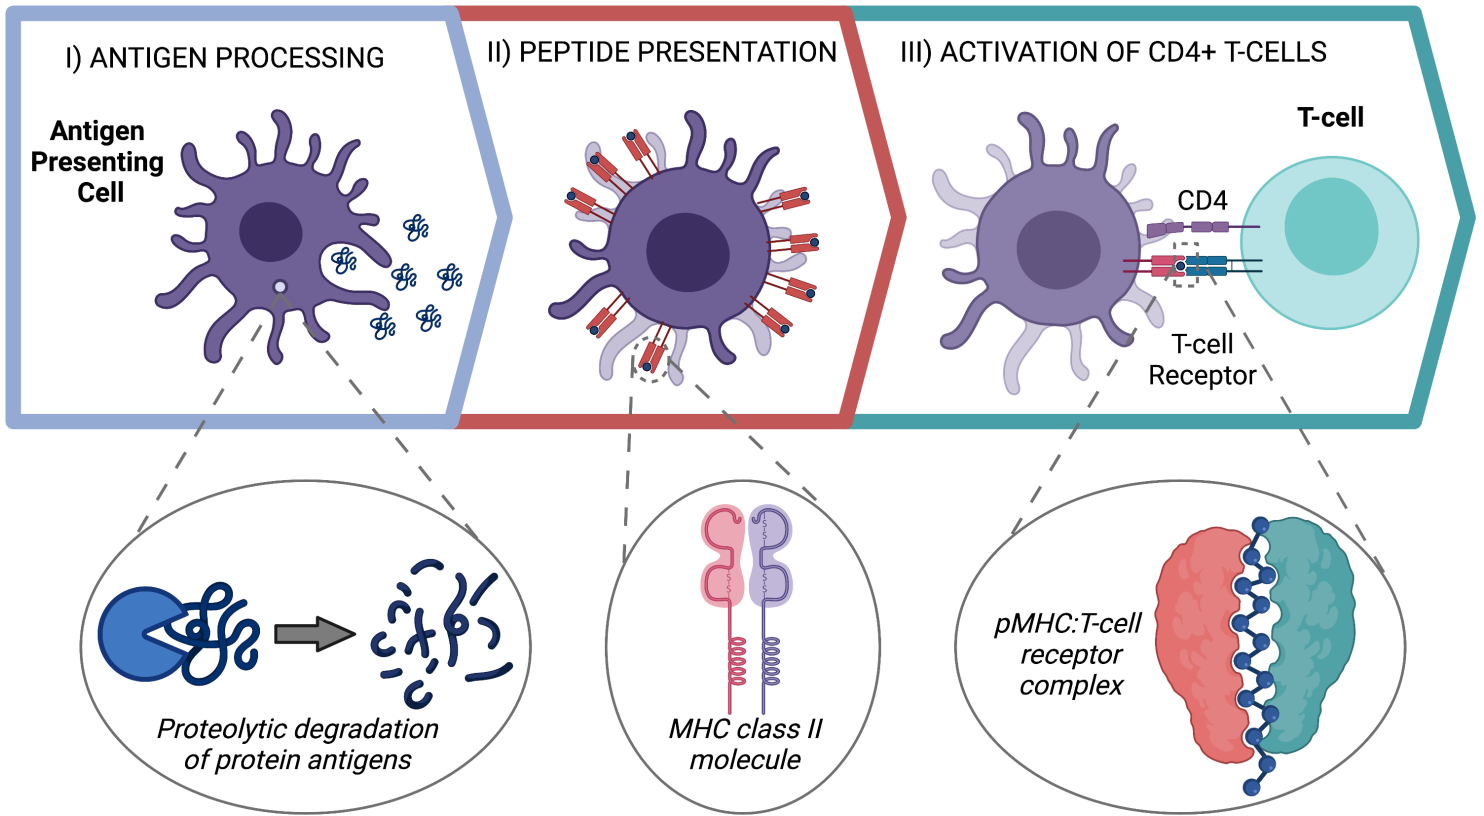 I) ANTIGEN PROCESSING
II) PEPTIDE PRESENTATION
III) ACTIVATION OF CD4+ T-CELLS
Antigen
Presenting
Cell
T-cell
CD4
T-cell
Receptor
Proteolytic degradation
of protein antigens
MHC class II
molecule
pMHC:T-cell
receptor
complex